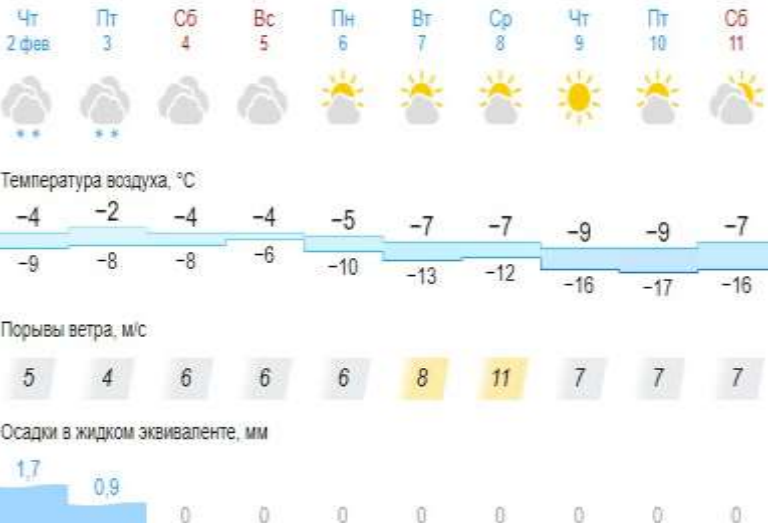 Чт Пт Сб Вс Пн Вт Ср Чт Пт Сб
2 фев 3 4 5 6 7 8 9 10 11
Температура воздуха, °C
−4 −2 −4 −4 −5 −7 −7 −9 −9 −7
−9 −8 −8 −6 −10 −13 −12 −16 −17 −16
Порывы ветра, м/с
5 4 6 6 6 8 11 7 7 7
Осадки в жидком эквиваленте, мм
1,7 0,9 0 0 0 0 0 0 0 0